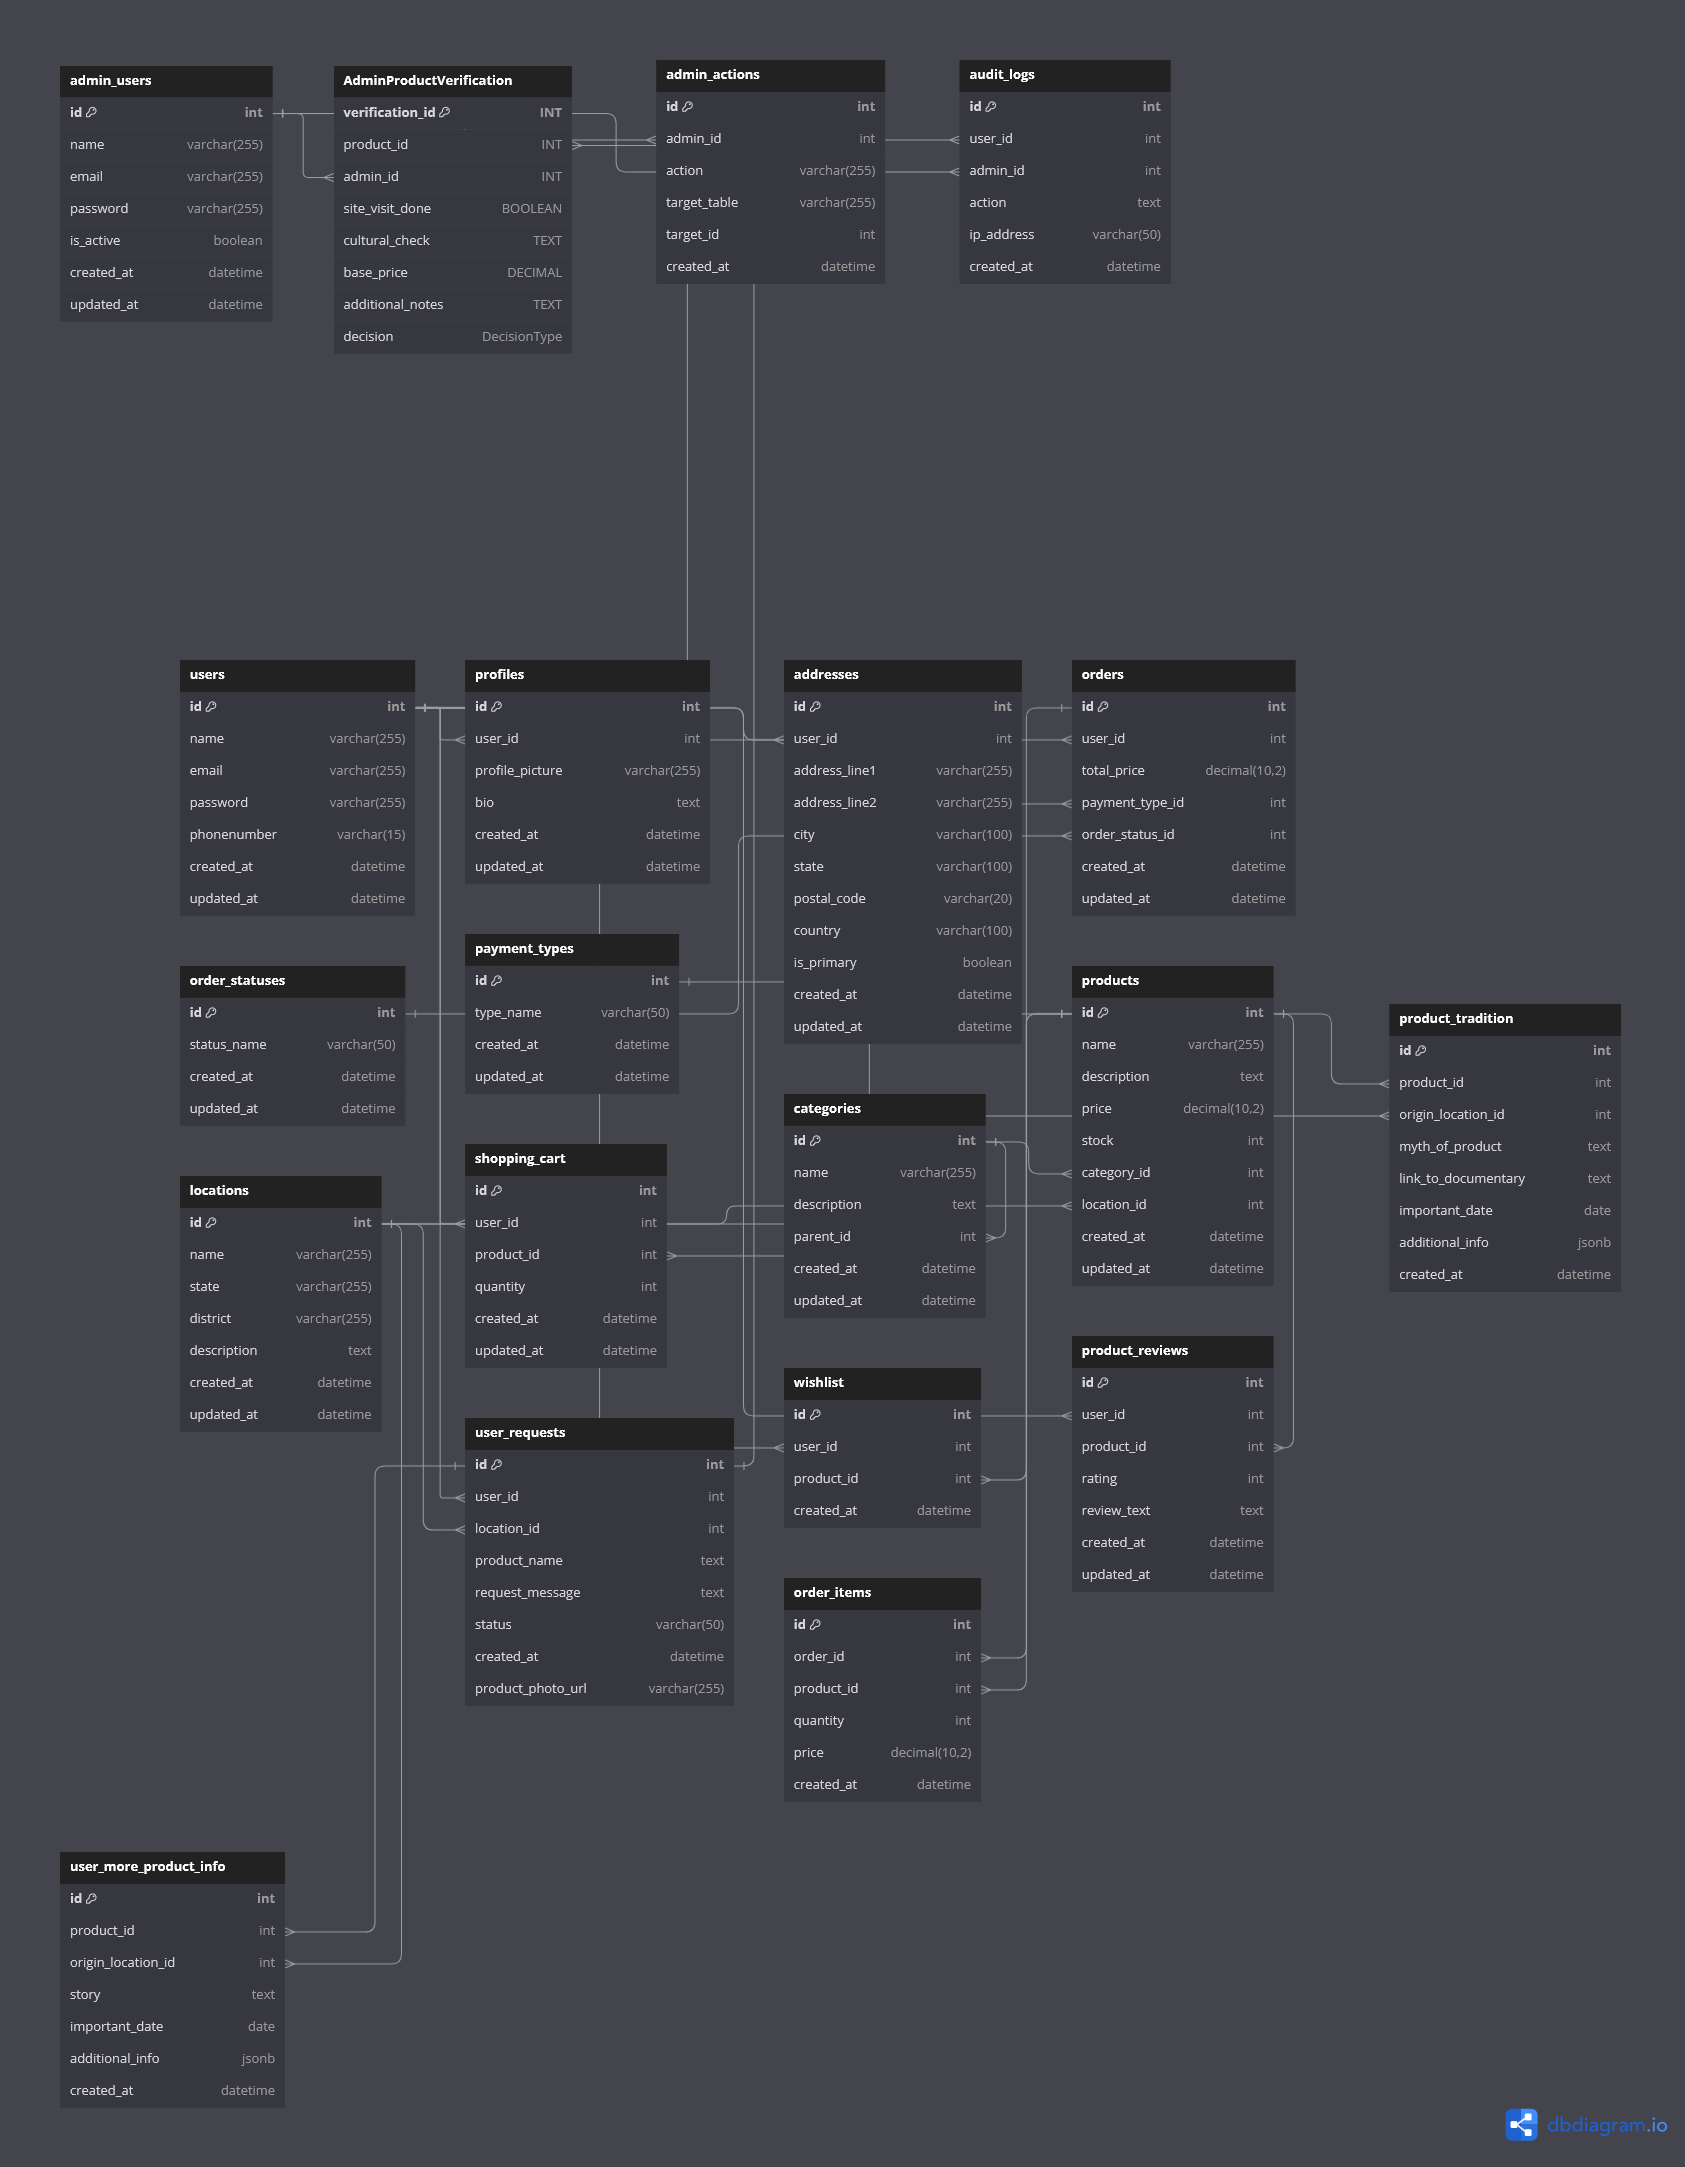 admin_users
id int
name varchar(255)
email varchar(255)
password varchar(255)
is_active boolean
created_at datetime
updated_at datetime
AdminProductVerification
verification_id INT
product_id INT
admin_id INT
site_visit_done BOOLEAN
cultural_check TEXT
base_price DECIMAL
additional_notes TEXT
decision DecisionType
admin_actions
id int
admin_id int
action varchar(255)
target_table varchar(255)
target_id int
created_at datetime
audit_logs
id int
user_id int
admin_id int
action text
ip_address varchar(50)
created_at datetime
users
id int
name varchar(255)
email varchar(255)
password varchar(255)
phonenumber varchar(15)
created_at datetime
updated_at datetime
profiles
id int
user_id int
profile_picture varchar(255)
bio text
created_at datetime
updated_at datetime
addresses
id int
user_id int
address_line1 varchar(255)
address_line2 varchar(255)
city varchar(100)
state varchar(100)
postal_code varchar(20)
country varchar(100)
is_primary boolean
created_at datetime
updated_at datetime
orders
id int
user_id int
total_price decimal(10,2)
payment_type_id int
order_status_id int
created_at datetime
updated_at datetime
order_statuses
id int
status_name varchar(50)
created_at datetime
updated_at datetime
payment_types
id int
type_name varchar(50)
created_at datetime
updated_at datetime
products
id int
name varchar(255)
description text
price decimal(10,2)
stock int
category_id int
location_id int
created_at datetime
updated_at datetime
product_tradition
id int
product_id int
origin_location_id int
myth_of_product text
link_to_documentary text
important_date date
additional_info jsonb
created_at datetime
categories
id int
name varchar(255)
description text
parent_id int
created_at datetime
updated_at datetime
shopping_cart
id int
user_id int
product_id int
quantity int
created_at datetime
updated_at datetime
locations
id int
name varchar(255)
state varchar(255)
district varchar(255)
description text
created_at datetime
updated_at datetime
product_reviews
id int
user_id int
product_id int
rating int
review_text text
created_at datetime
updated_at datetime
wishlist
id int
user_id int
product_id int
created_at datetime
user_requests
id int
user_id int
location_id int
product_name text
request_message text
status varchar(50)
created_at datetime
product_photo_url varchar(255)
order_items
id int
order_id int
product_id int
quantity int
price decimal(10,2)
created_at datetime
user_more_product_info
id int
product_id int
origin_location_id int
story text
important_date date
additional_info jsonb
created_at datetime
dbdiagram.io